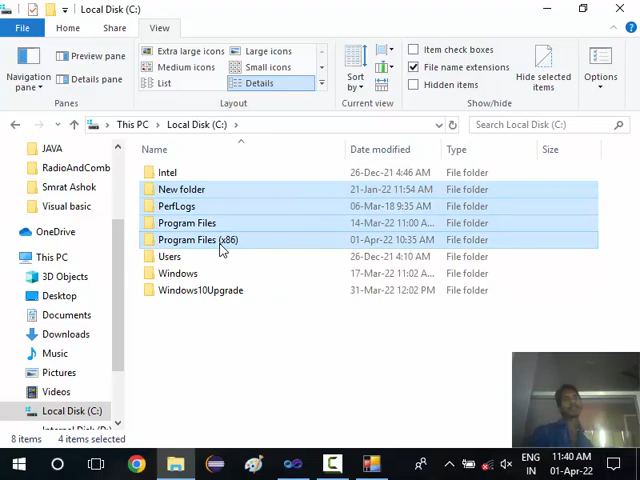 Local Disk (C:)
File Home Share View
Navigation pane
Preview pane
Details pane
Panes
Extra large icons Large icons
Medium icons Small icons
List Details
Layout
Sort by
Current view
Item check boxes
File name extensions
Hidden items
Hide selected items
Show/hide
Options
This PC Local Disk (C:)
Search Local Disk (C:)
JAVA
RadioAndComb
Smrat Ashok
Visual basic
OneDrive
This PC
3D Objects
Desktop
Documents
Downloads
Music
Pictures
Videos
Local Disk (C:)
Name Date modified Type Size
Intel 26-Dec-21 4:46 AM File folder
New folder 21-Jan-22 11:54 AM File folder
PerfLogs 06-Mar-18 9:35 AM File folder
Program Files 14-Mar-22 11:00 A... File folder
Program Files (x86) 01-Apr-22 10:35 AM File folder
Users 26-Dec-21 4:10 AM File folder
Windows 17-Mar-22 11:02 A... File folder
Windows10Upgrade 31-Mar-22 12:02 PM File folder
8 items 4 items selected
ENG
IN
11:40 AM
01-Apr-22